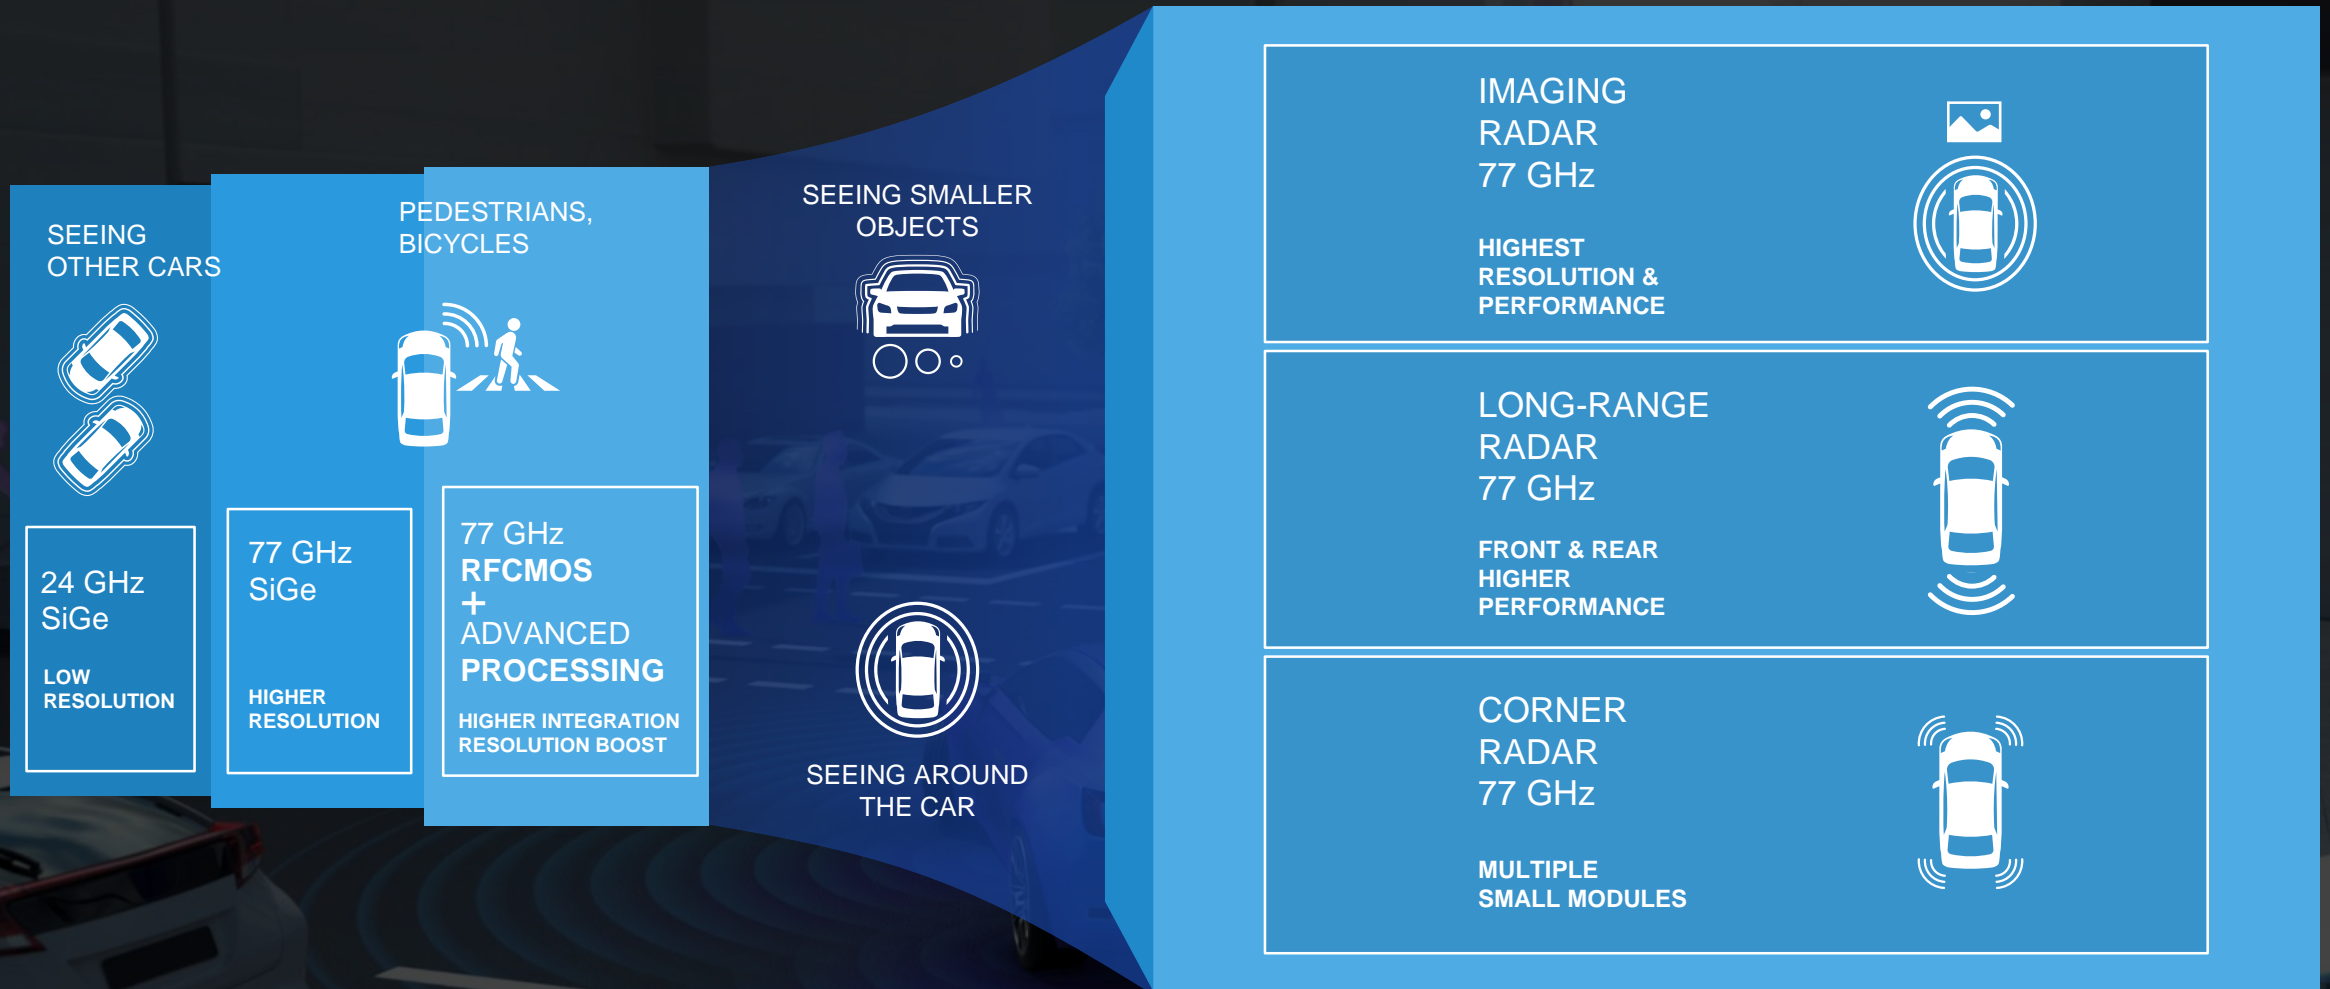 SEEING
OTHER CARS
24 GHz
SiGe
LOW
RESOLUTION
PEDESTRIANS,
BICYCLES
77 GHz
SiGe
HIGHER
RESOLUTION
77 GHz
RFCMOS
+
ADVANCED
PROCESSING
HIGHER INTEGRATION
RESOLUTION BOOST
SEEING SMALLER
OBJECTS
SEEING AROUND
THE CAR
IMAGING
RADAR
77 GHz
HIGHEST
RESOLUTION &
PERFORMANCE
LONG-RANGE
RADAR
77 GHz
FRONT & REAR
HIGHER
PERFORMANCE
CORNER
RADAR
77 GHz
MULTIPLE
SMALL MODULES